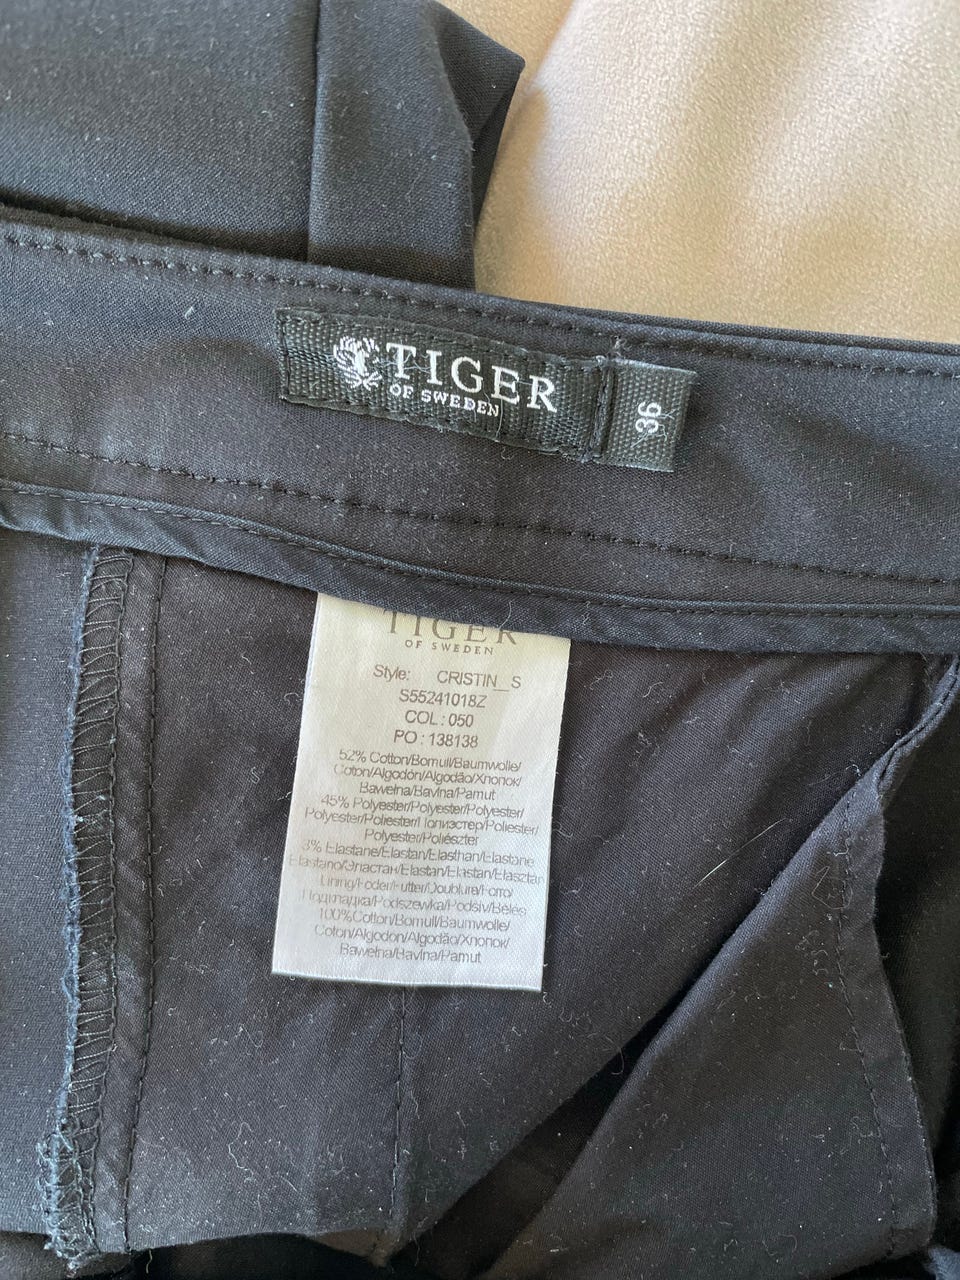 TIGER
OF SWEDEN
36
TIGER
OF SWEDEN
Style: CRISTIN_S
S55241018Z
COL : 050
PO : 138138
52% Cotton/Bomull/Baumwolle/
Coton/Algodón/Algodão/Хлопок/
Bawełna/Bavlna/Pamut
45% Polyester/Polyester/Polyester/
Polyester/Poliester/Полиэстер/Poliester/
Polyester/Poliészter
3% Elastane/Elastan/Elasthan/Elastane
Elastano/Эластан/Elastan/Elastan/Elasztán
Lining/Foder/Futter/Doublure/Forro/
Подкладка/Podszewka/Podšív/Bélés
100%Cotton/Bomull/Baumwolle/
Coton/Algodón/Algodão/Хлопок/
Bawełna/Bavlna/Pamut